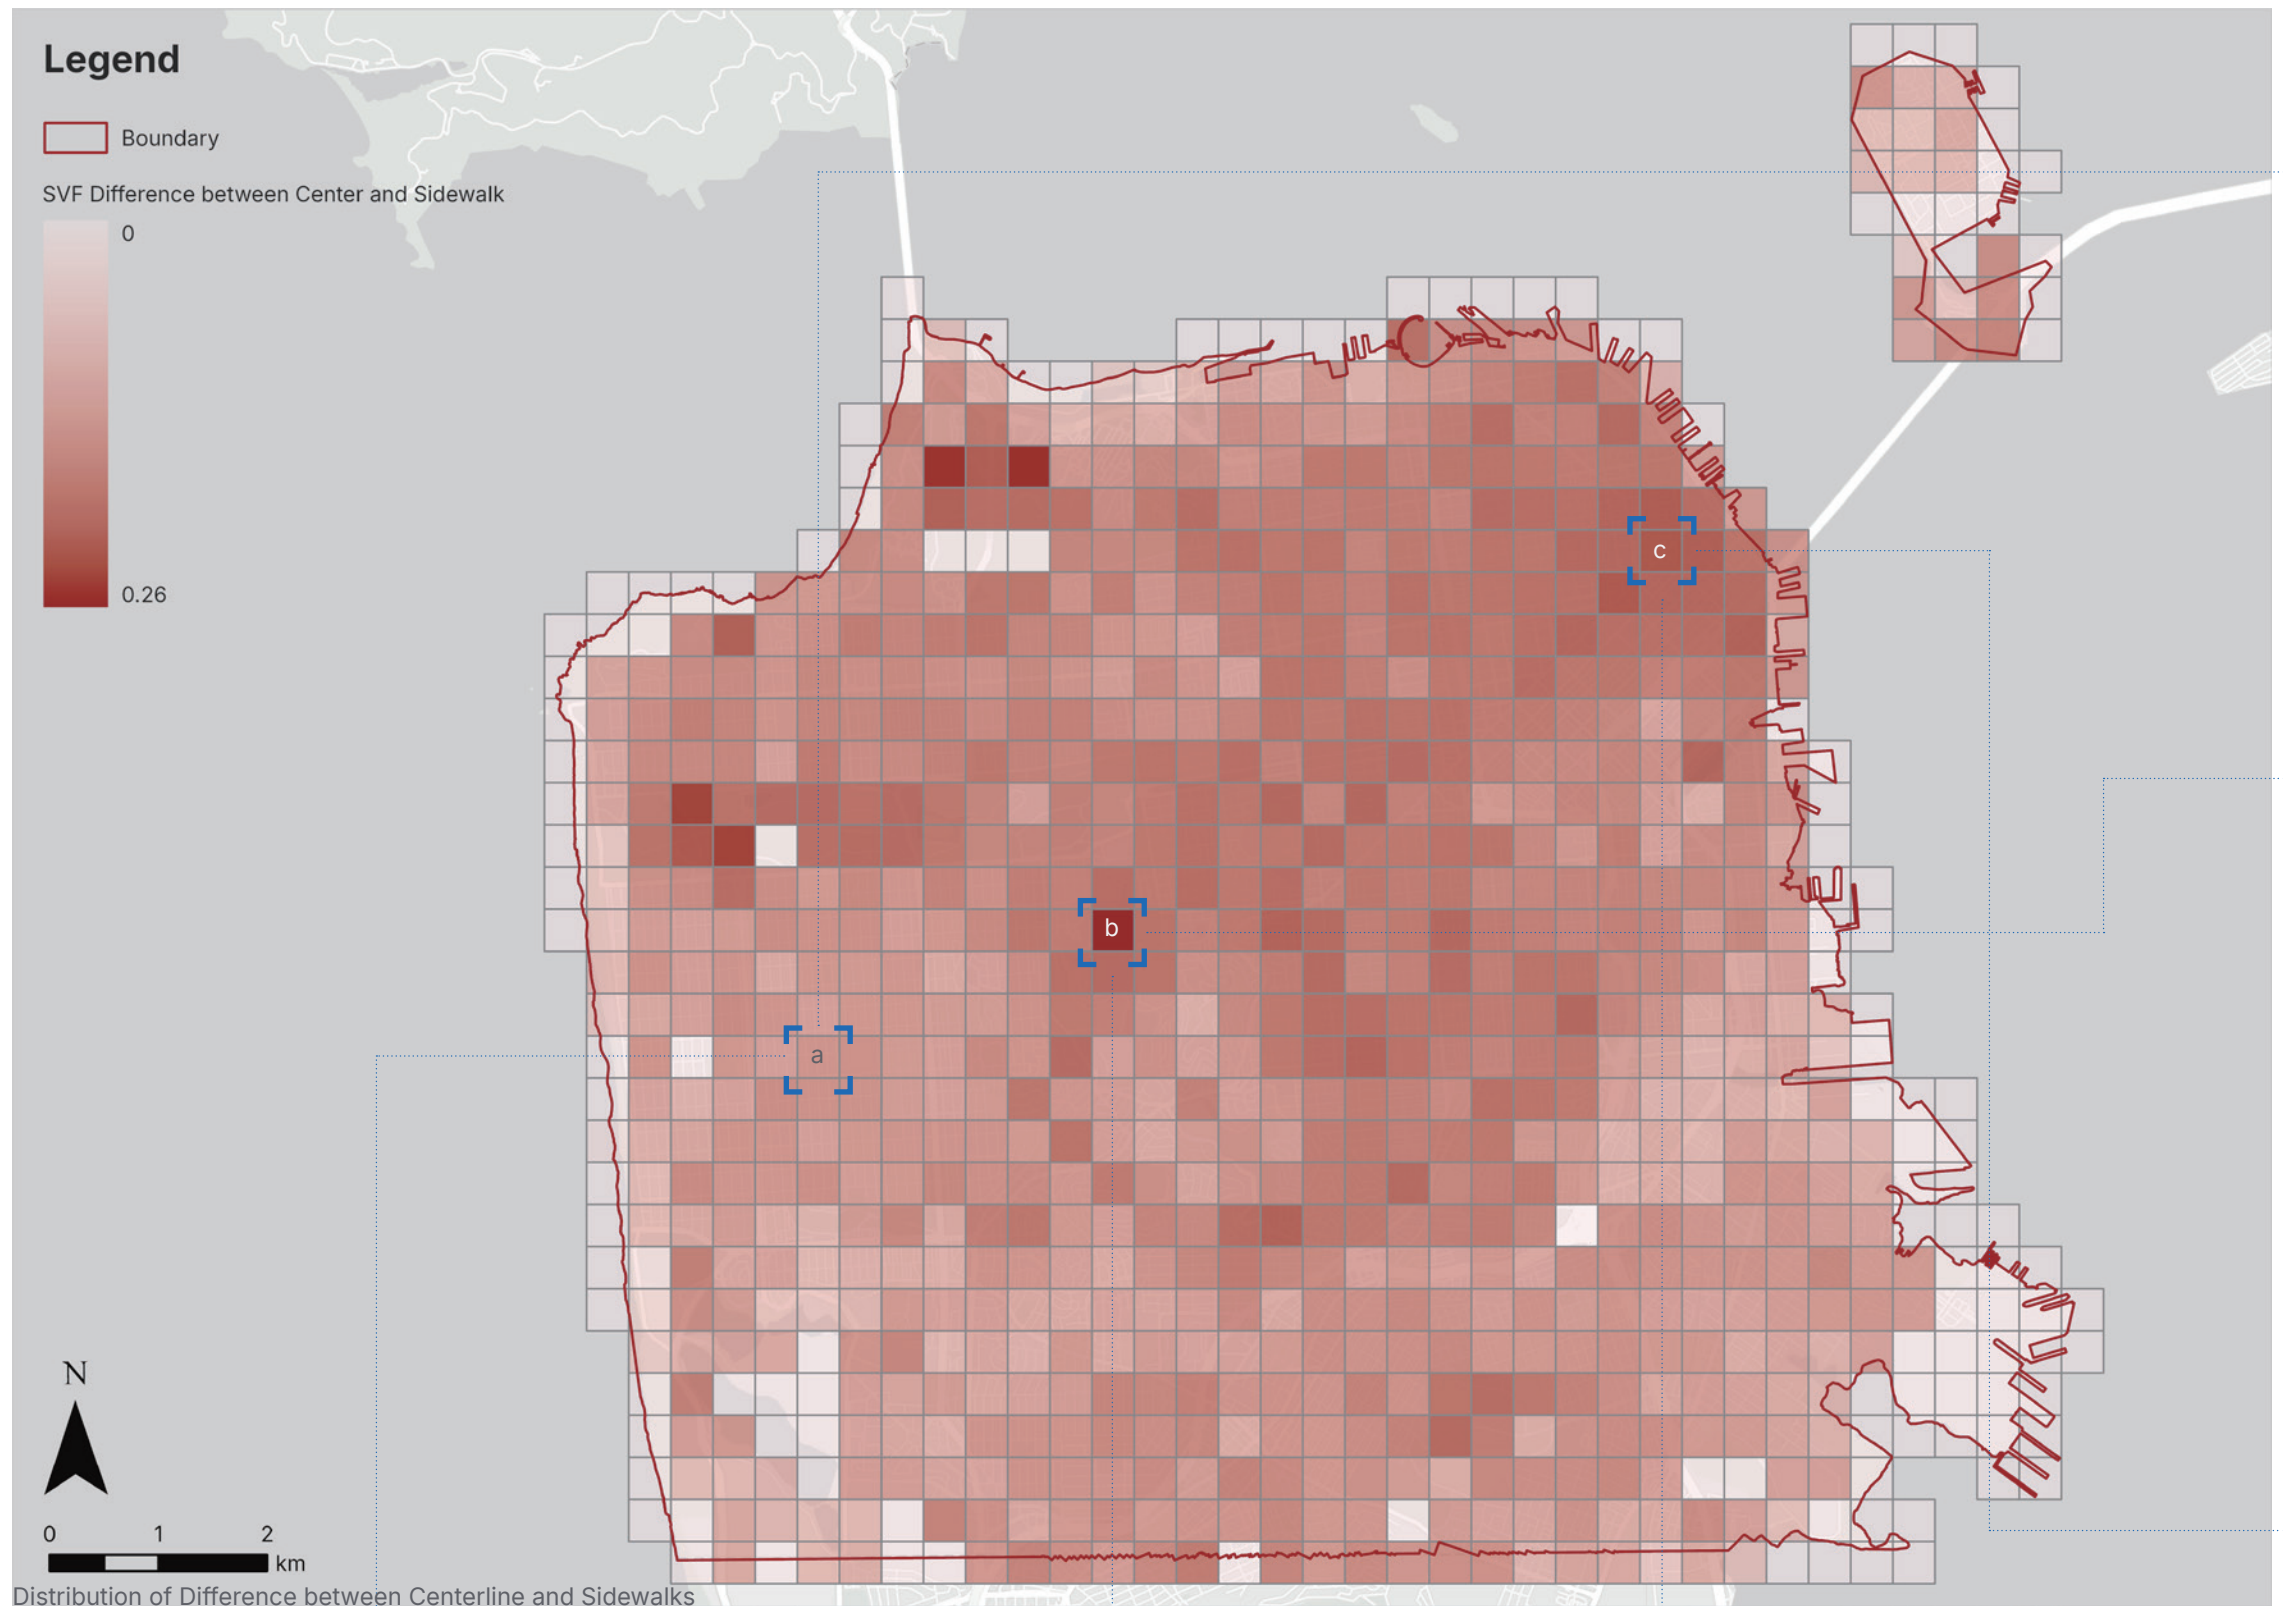 Legend
Boundary
SVF Difference between Center and Sidewalk
0
0.26
c
b
a
N
0 1 2
km
Distribution of Difference between Centerline and Sidewalks